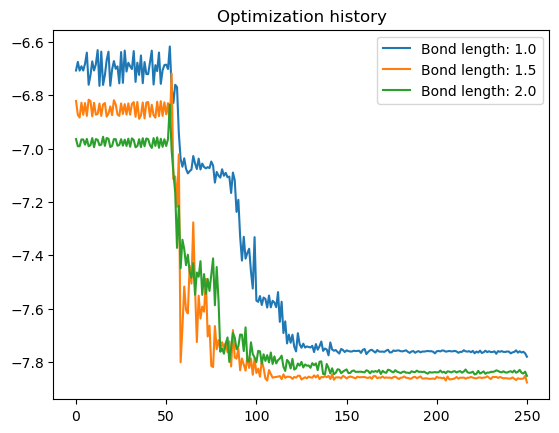 Optimization history
Bond length: 1.0
Bond length: 1.5
Bond length: 2.0
−6.6
−6.8
−7.0
−7.2
−7.4
−7.6
−7.8
0 50 100 150 200 250